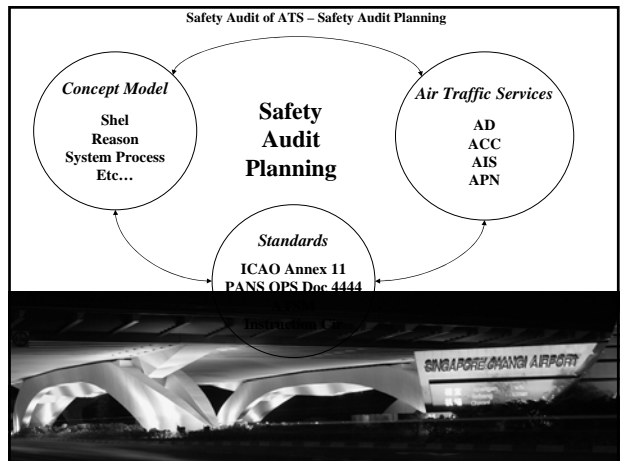 Safety Audit of ATS – Safety Audit Planning
Concept Model
Shel
Reason
System Process
Etc…
Safety
Audit
Planning
Air Traffic Services
AD
ACC
AIS
APN
Standards
ICAO Annex 11
PANS OPS Doc 4444
Instruction
SINGAPORE CHANGI AIRPORT